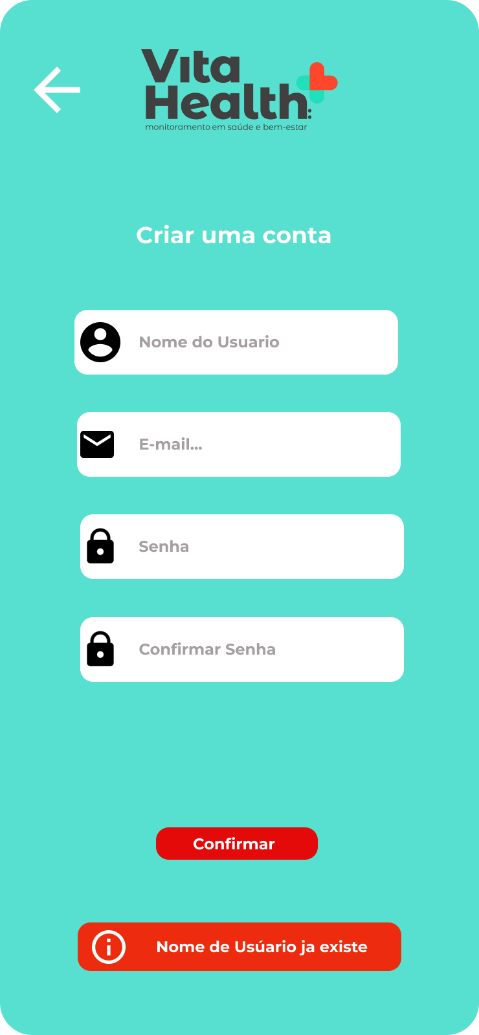 Vita
Health:
monitoramento em saúde e bem-estar
Criar uma conta
Nome do Usuario
E-mail...
Senha
Confirmar Senha
Confirmar
Nome de Usúario ja existe